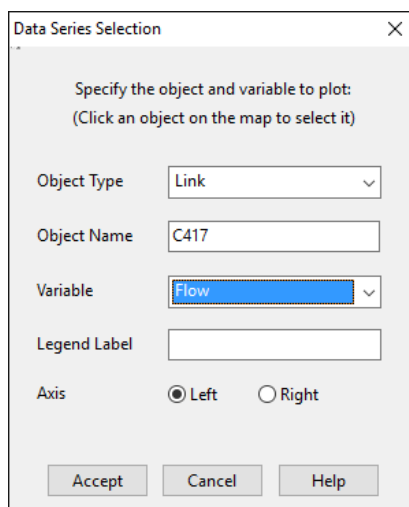 Data Series Selection
Specify the object and variable to plot:
(Click an object on the map to select it)
Object Type Link
Object Name C417
Variable Flow
Legend Label
Axis Left Right
Accept Cancel Help